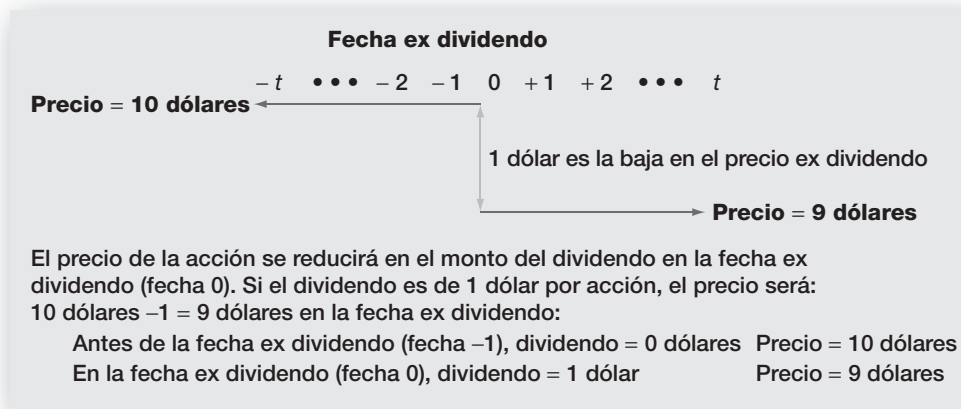 Fecha ex dividendo
– t • • • – 2 – 1 0 + 1 + 2 • • • t
Precio = 10 dólares
1 dólar es la baja en el precio ex dividendo
Precio = 9 dólares
El precio de la acción se reducirá en el monto del dividendo en la fecha ex
dividendo (fecha 0). Si el dividendo es de 1 dólar por acción, el precio será:
10 dólares –1 = 9 dólares en la fecha ex dividendo:
Antes de la fecha ex dividendo (fecha –1), dividendo = 0 dólares Precio = 10 dólares
En la fecha ex dividendo (fecha 0), dividendo = 1 dólar Precio = 9 dólares